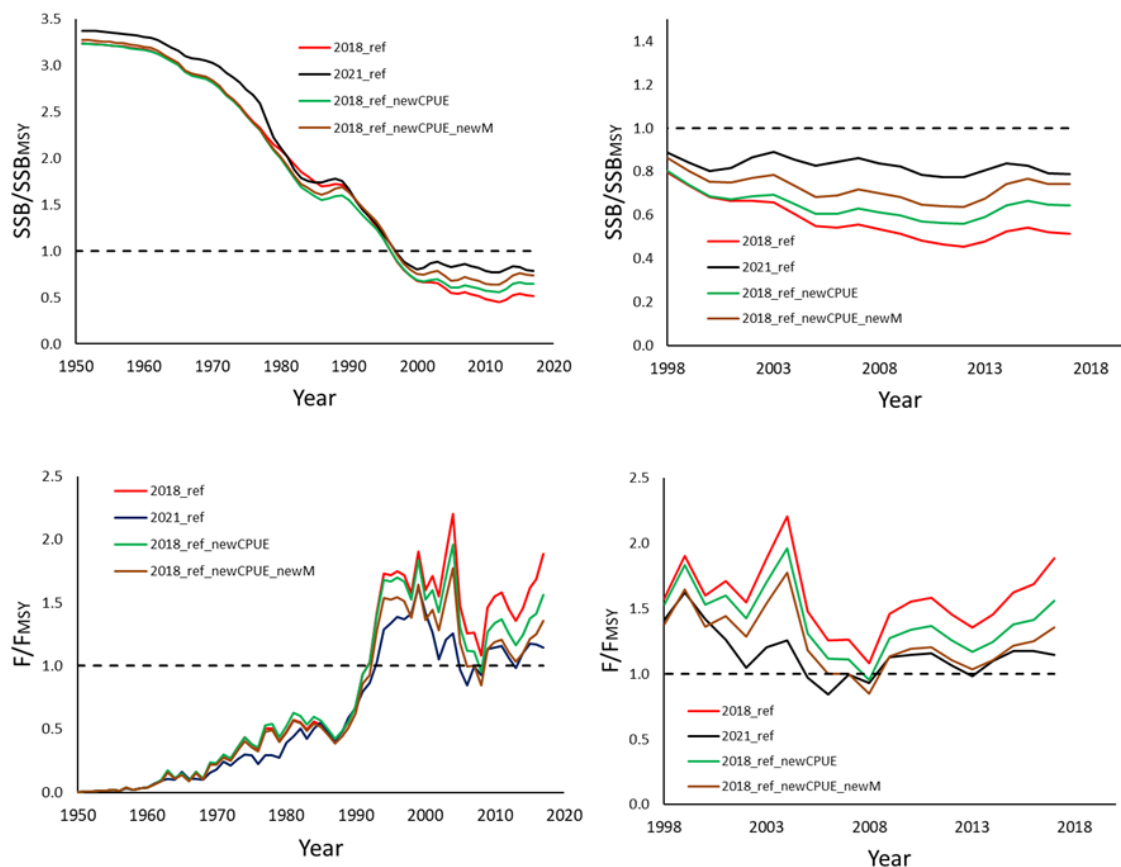 3.5
3.0
2.5
2.0
1.5
1.0
0.5
0.0
SSB/SSBMSY
2018_ref
2021_ref
2018_ref_newCPUE
2018_ref_newCPUE_newM
1950 1960 1970 1980 1990 2000 2010 2020
Year
1.4
1.2
1.0
0.8
0.6
0.4
0.2
0.0
SSB/SSBMSY
2018_ref
2021_ref
2018_ref_newCPUE
2018_ref_newCPUE_newM
1998 2003 2008 2013 2018
Year
2.5
2.0
1.5
1.0
0.5
0.0
F/FMSY
2018_ref
2021_ref
2018_ref_newCPUE
2018_ref_newCPUE_newM
1950 1960 1970 1980 1990 2000 2010 2020
Year
2.5
2.0
1.5
1.0
0.5
0.0
F/FMSY
2018_ref
2021_ref
2018_ref_newCPUE
2018_ref_newCPUE_newM
1998 2003 2008 2013 2018
Year